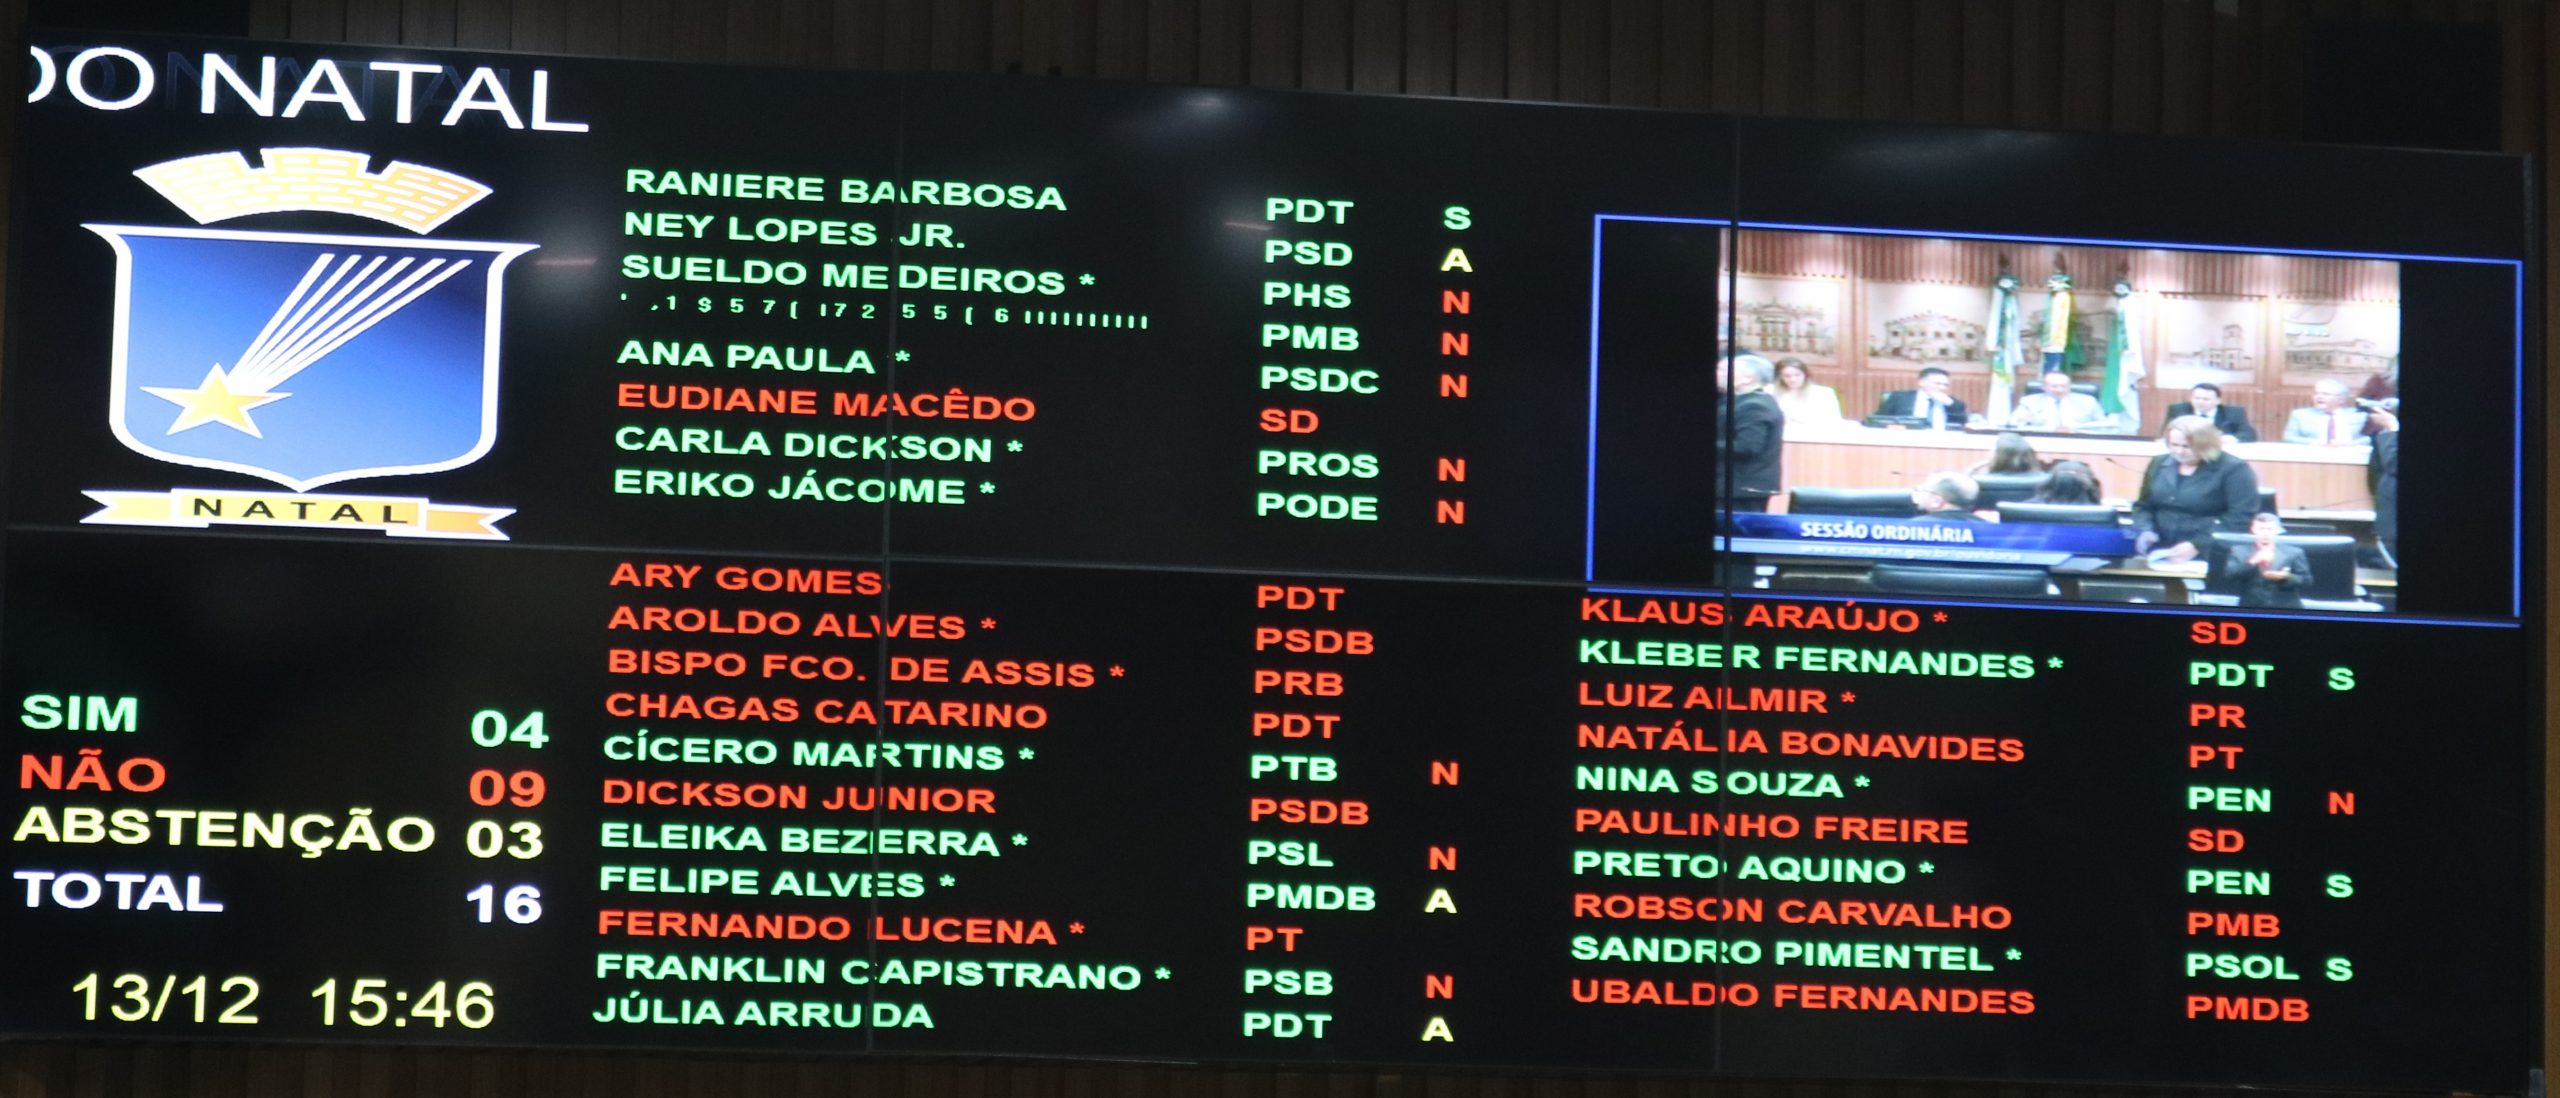 DO NATAL
NATAL
RANIERE BARBOSA PDT S
NEY LOPES JR. PSD A
SUELDO MEDEIROS * PHS N
PMB N
ANA PAULA * PSDC N
EUDIANE MACÊDO SD
CARLA DICKSON * PROS N
ERIKO JÁCOME * PODE N
SESSÃO ORDINÁRIA
ARY GOMES PDT
AROLDO ALVES * PSDB
BISPO FCO. DE ASSIS * PRB
CHAGAS CATARINO PDT
CÍCERO MARTINS * PTB N
DICKSON JUNIOR PSDB
ELEIKA BEZERRA * PSL N
FELIPE ALVES * PMDB A
FERNANDO LUCENA * PT
FRANKLIN CAPISTRANO * PSB N
JÚLIA ARRUDA PDT A
KLAUS ARAÚJO * SD
KLEBER FERNANDES * PDT S
LUIZ ALMIR * PR
NATÁLIA BONAVIDES PT
NINA SOUZA * PEN N
PAULINHO FREIRE SD
PRETO AQUINO * PEN S
ROBSON CARVALHO PMB
SANDRO PIMENTEL * PSOL S
UBALDO FERNANDES PMDB
SIM 04
NÃO 09
ABSTENÇÃO 03
TOTAL 16
13/12 15:46